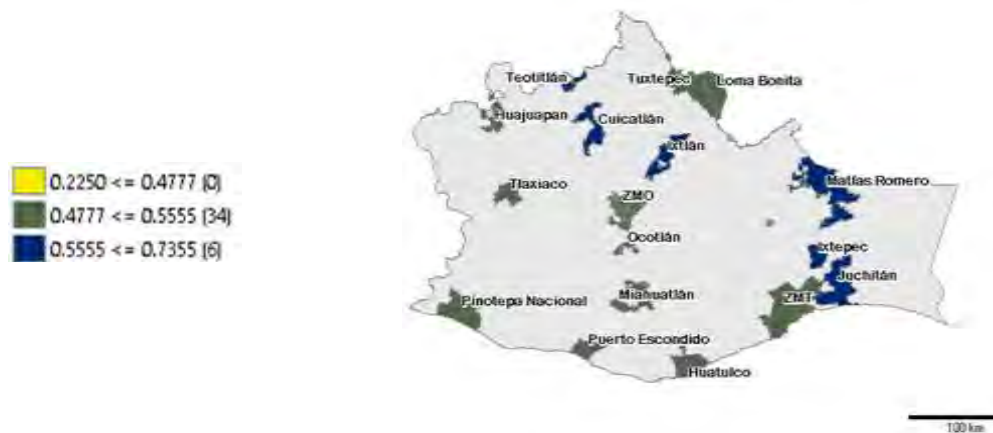 Teotitlán
Tuxtepec
Loma Bonita
Huajuapan
Cuicatlán
Ixtlán
Tlaxiaco
ZMO
Matías Romero
Ocotlán
Ixtepec
Juchitán
Pinotepa Nacional
Miahuatlán
ZMT
Puerto Escondido
Huatulco
0.2250 <= 0.4777 (0)
0.4777 <= 0.5555 (34)
0.5555 <= 0.7355 (6)
100 km